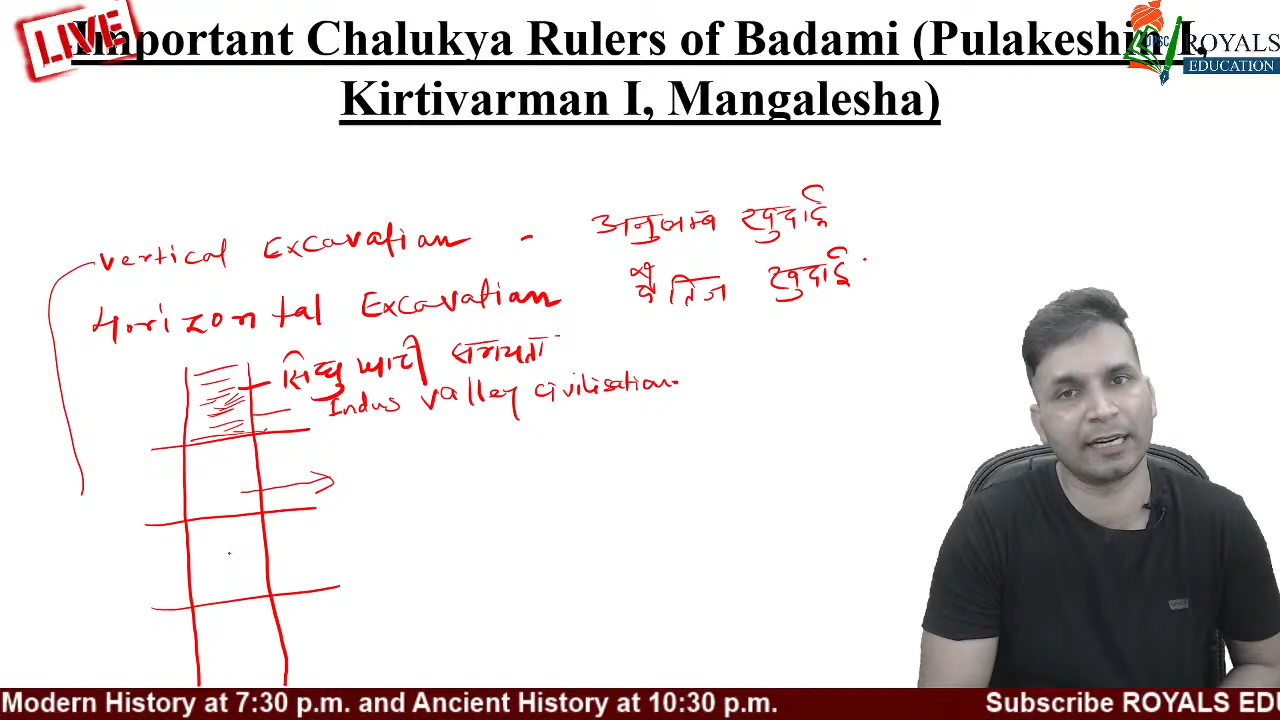 LIVE
Important Chalukya Rulers of Badami (Pulakeshin I,
Kirtivarman I, Mangalesha)
ROYALS
EDUCATION
Vertical Excavation - अनुलम्ब खुदाई
Horizontal Excavation क्षैतिज खुदाई
सिंधु घाटी सभ्यता
Indus valley civilisation
Modern History at 7:30 p.m. and Ancient History at 10:30 p.m.
Subscribe ROYALS EDU